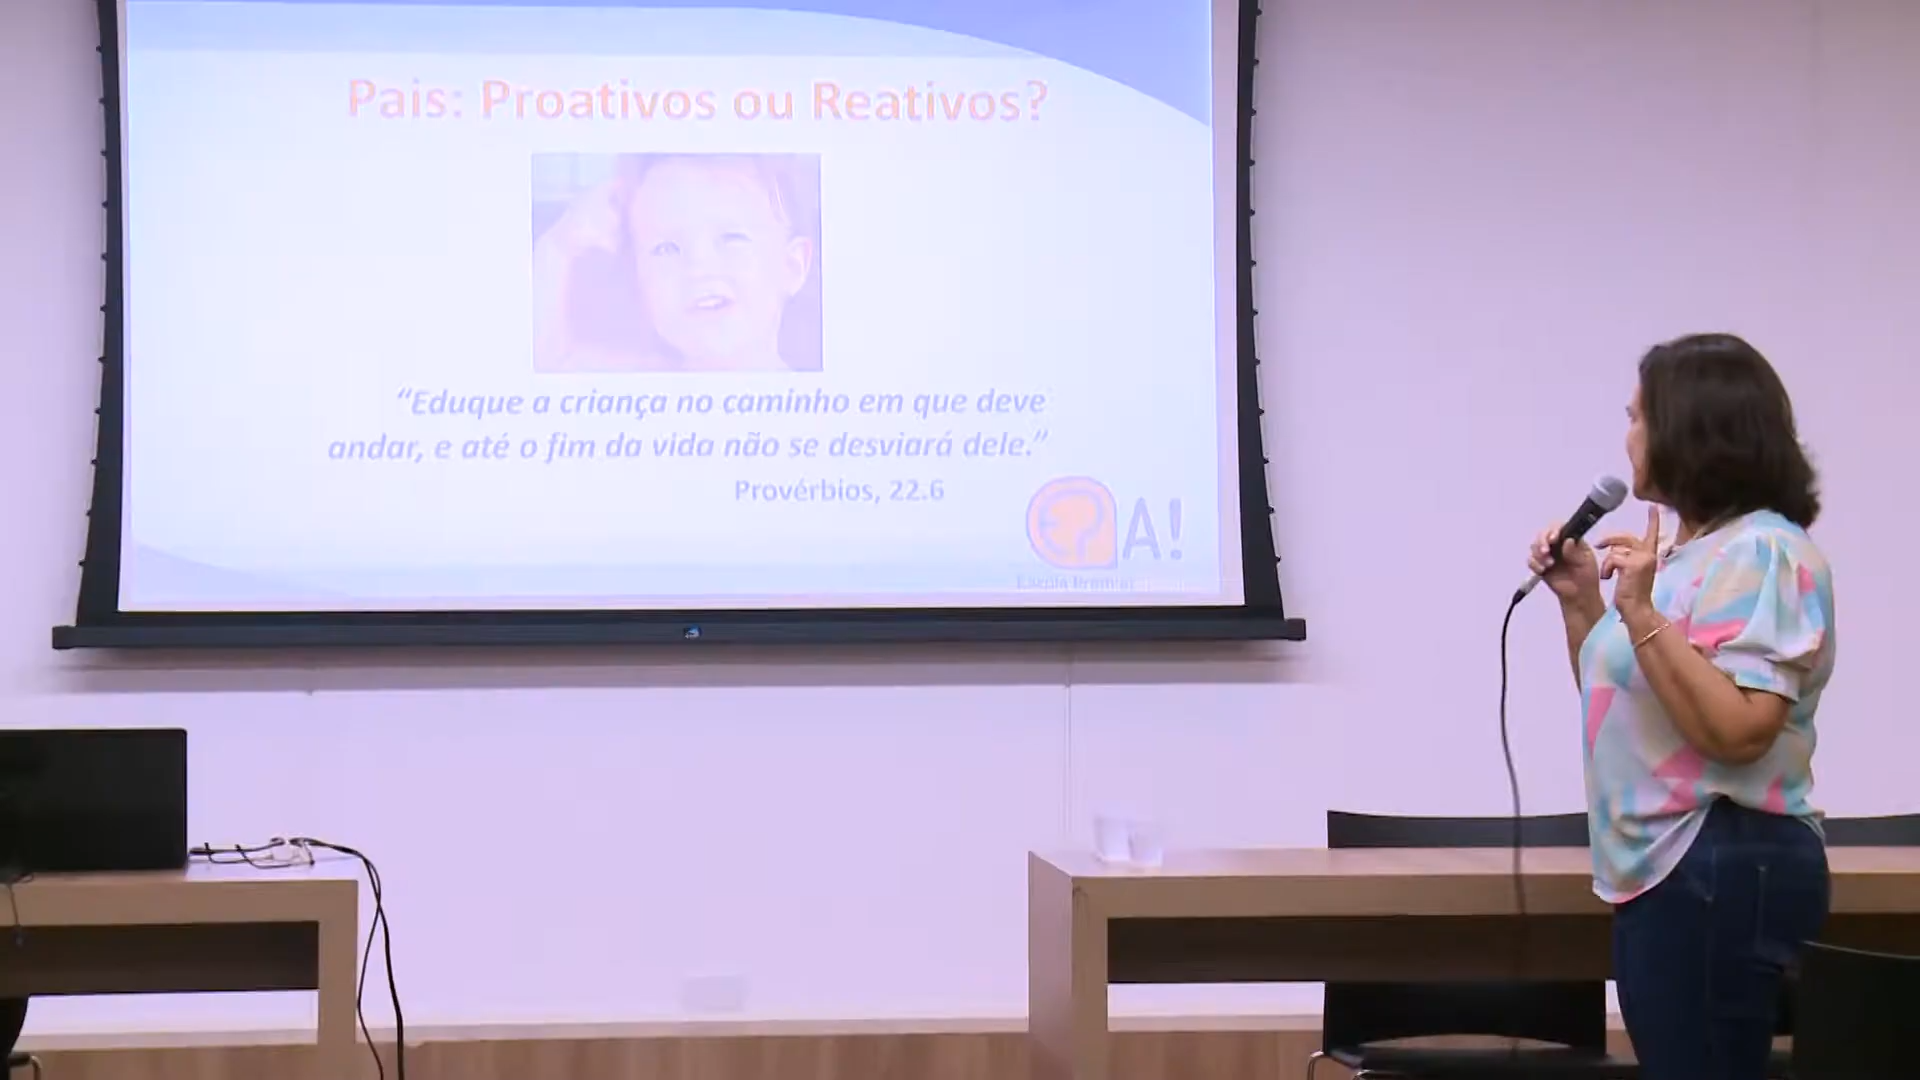 Pais: Proativos ou Reativos?
“Eduque a criança no caminho em que deve
andar, e até o fim da vida não se desviará dele.”
Provérbios, 22.6
EPA!